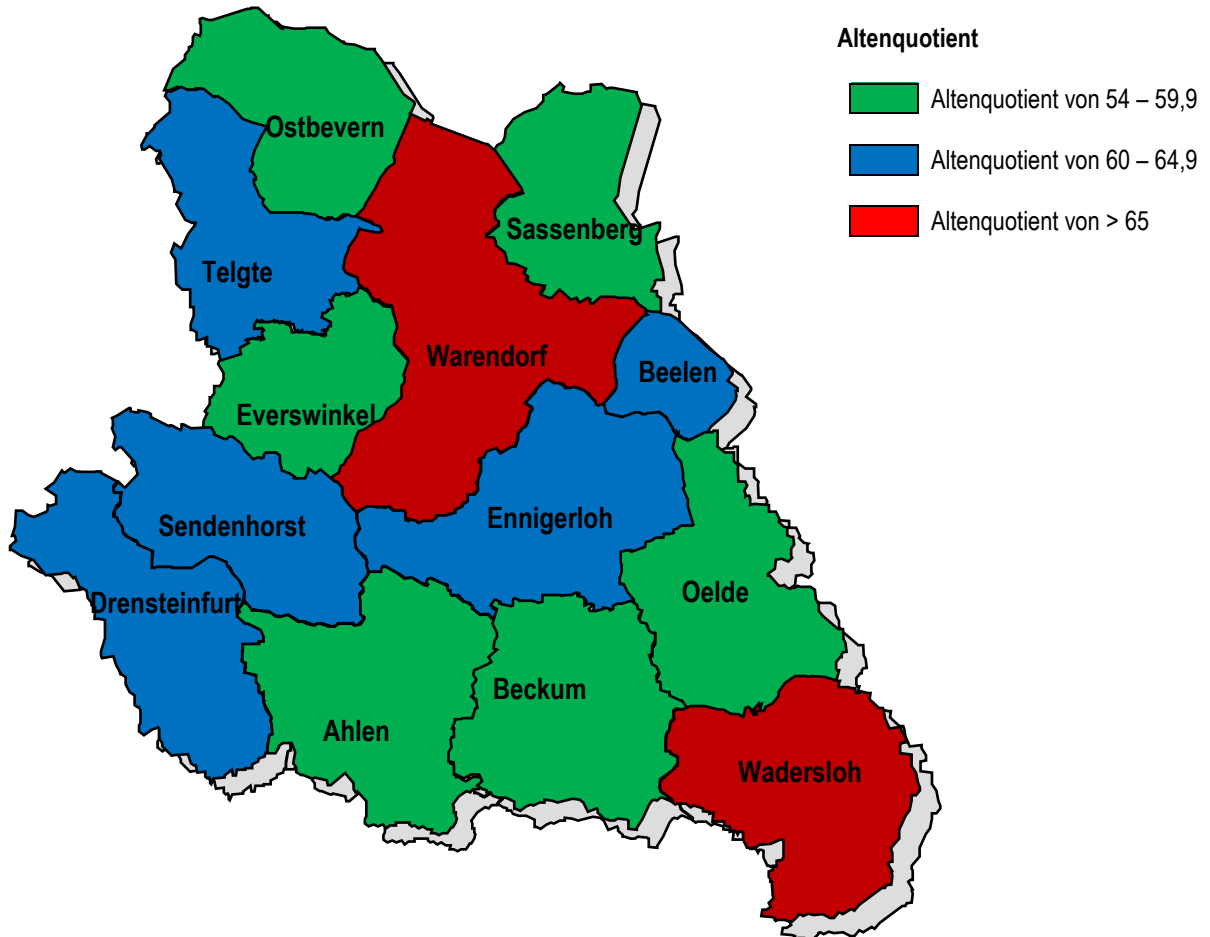 Altenquotient
Altenquotient von 54 – 59,9
Altenquotient von 60 – 64,9
Altenquotient von > 65
Ostbevern
Sassenberg
Telgte
Warendorf
Beelen
Everswinkel
Sendenhorst
Ennigerloh
Drensteinfurt
Oelde
Beckum
Ahlen
Wadersloh